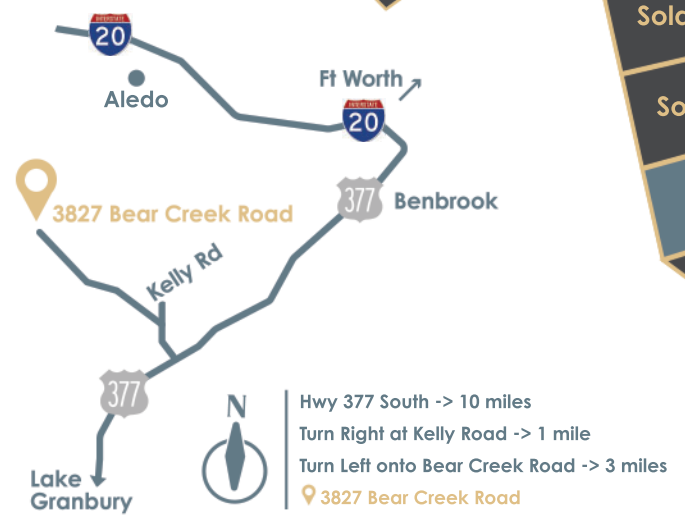 INTERSTATE
20
Aledo
Ft Worth
INTERSTATE
20
377
Benbrook
3827 Bear Creek Road
Kelly Rd
377
Lake
Granbury
N
Hwy 377 South -> 10 miles
Turn Right at Kelly Road -> 1 mile
Turn Left onto Bear Creek Road -> 3 miles
3827 Bear Creek Road